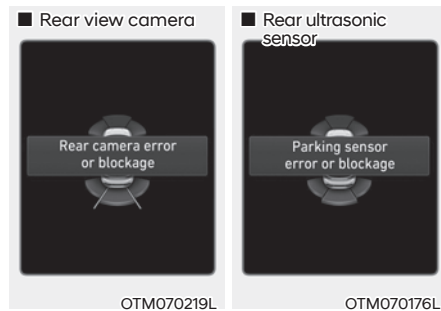 ■ Rear view camera
Rear camera error
or blockage
OTM070219L
■ Rear ultrasonic
sensor
Parking sensor
error or blockage
OTM070176L